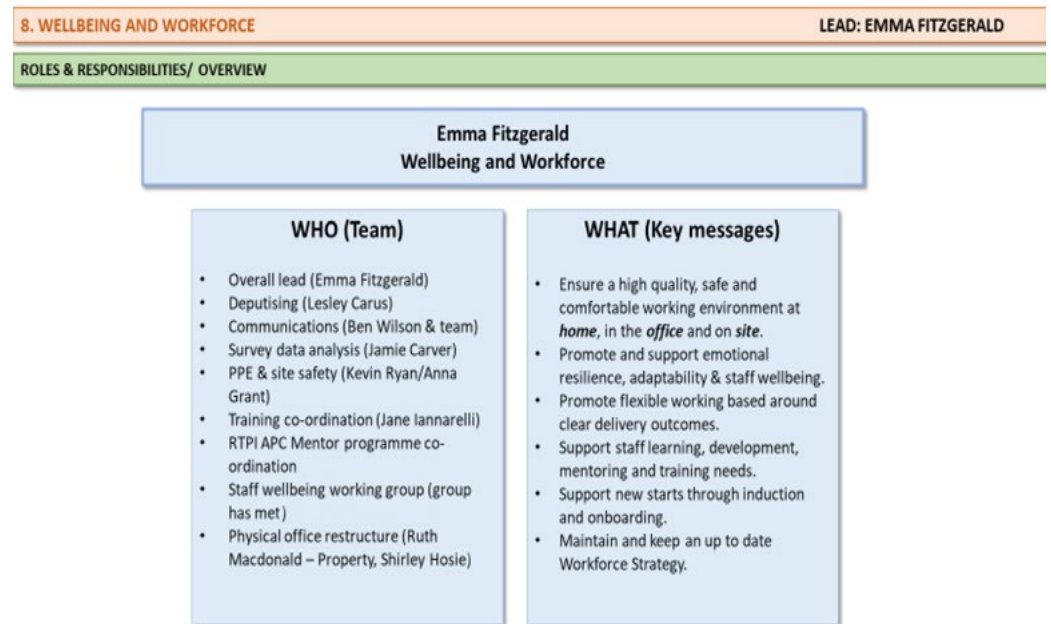 8. WELLBEING AND WORKFORCE LEAD: EMMA FITZGERALD
ROLES & RESPONSIBILITIES/ OVERVIEW
Emma Fitzgerald
Wellbeing and Workforce
WHO (Team)
• Overall lead (Emma Fitzgerald)
• Deputising (Lesley Carus)
• Communications (Ben Wilson & team)
• Survey data analysis (Jamie Carver)
• PPE & site safety (Kevin Ryan/Anna
Grant)
• Training co-ordination (Jane Iannarelli)
• RTPI APC Mentor programme co-
ordination
• Staff wellbeing working group (group
has met)
• Physical office restructure (Ruth
Macdonald – Property, Shirley Hosie)
WHAT (Key messages)
• Ensure a high quality, safe and
comfortable working environment at
home, in the office and on site.
• Promote and support emotional
resilience, adaptability & staff wellbeing.
• Promote flexible working based around
clear delivery outcomes.
• Support staff learning, development,
mentoring and training needs.
• Support new starts through induction
and onboarding.
• Maintain and keep an up to date
Workforce Strategy.